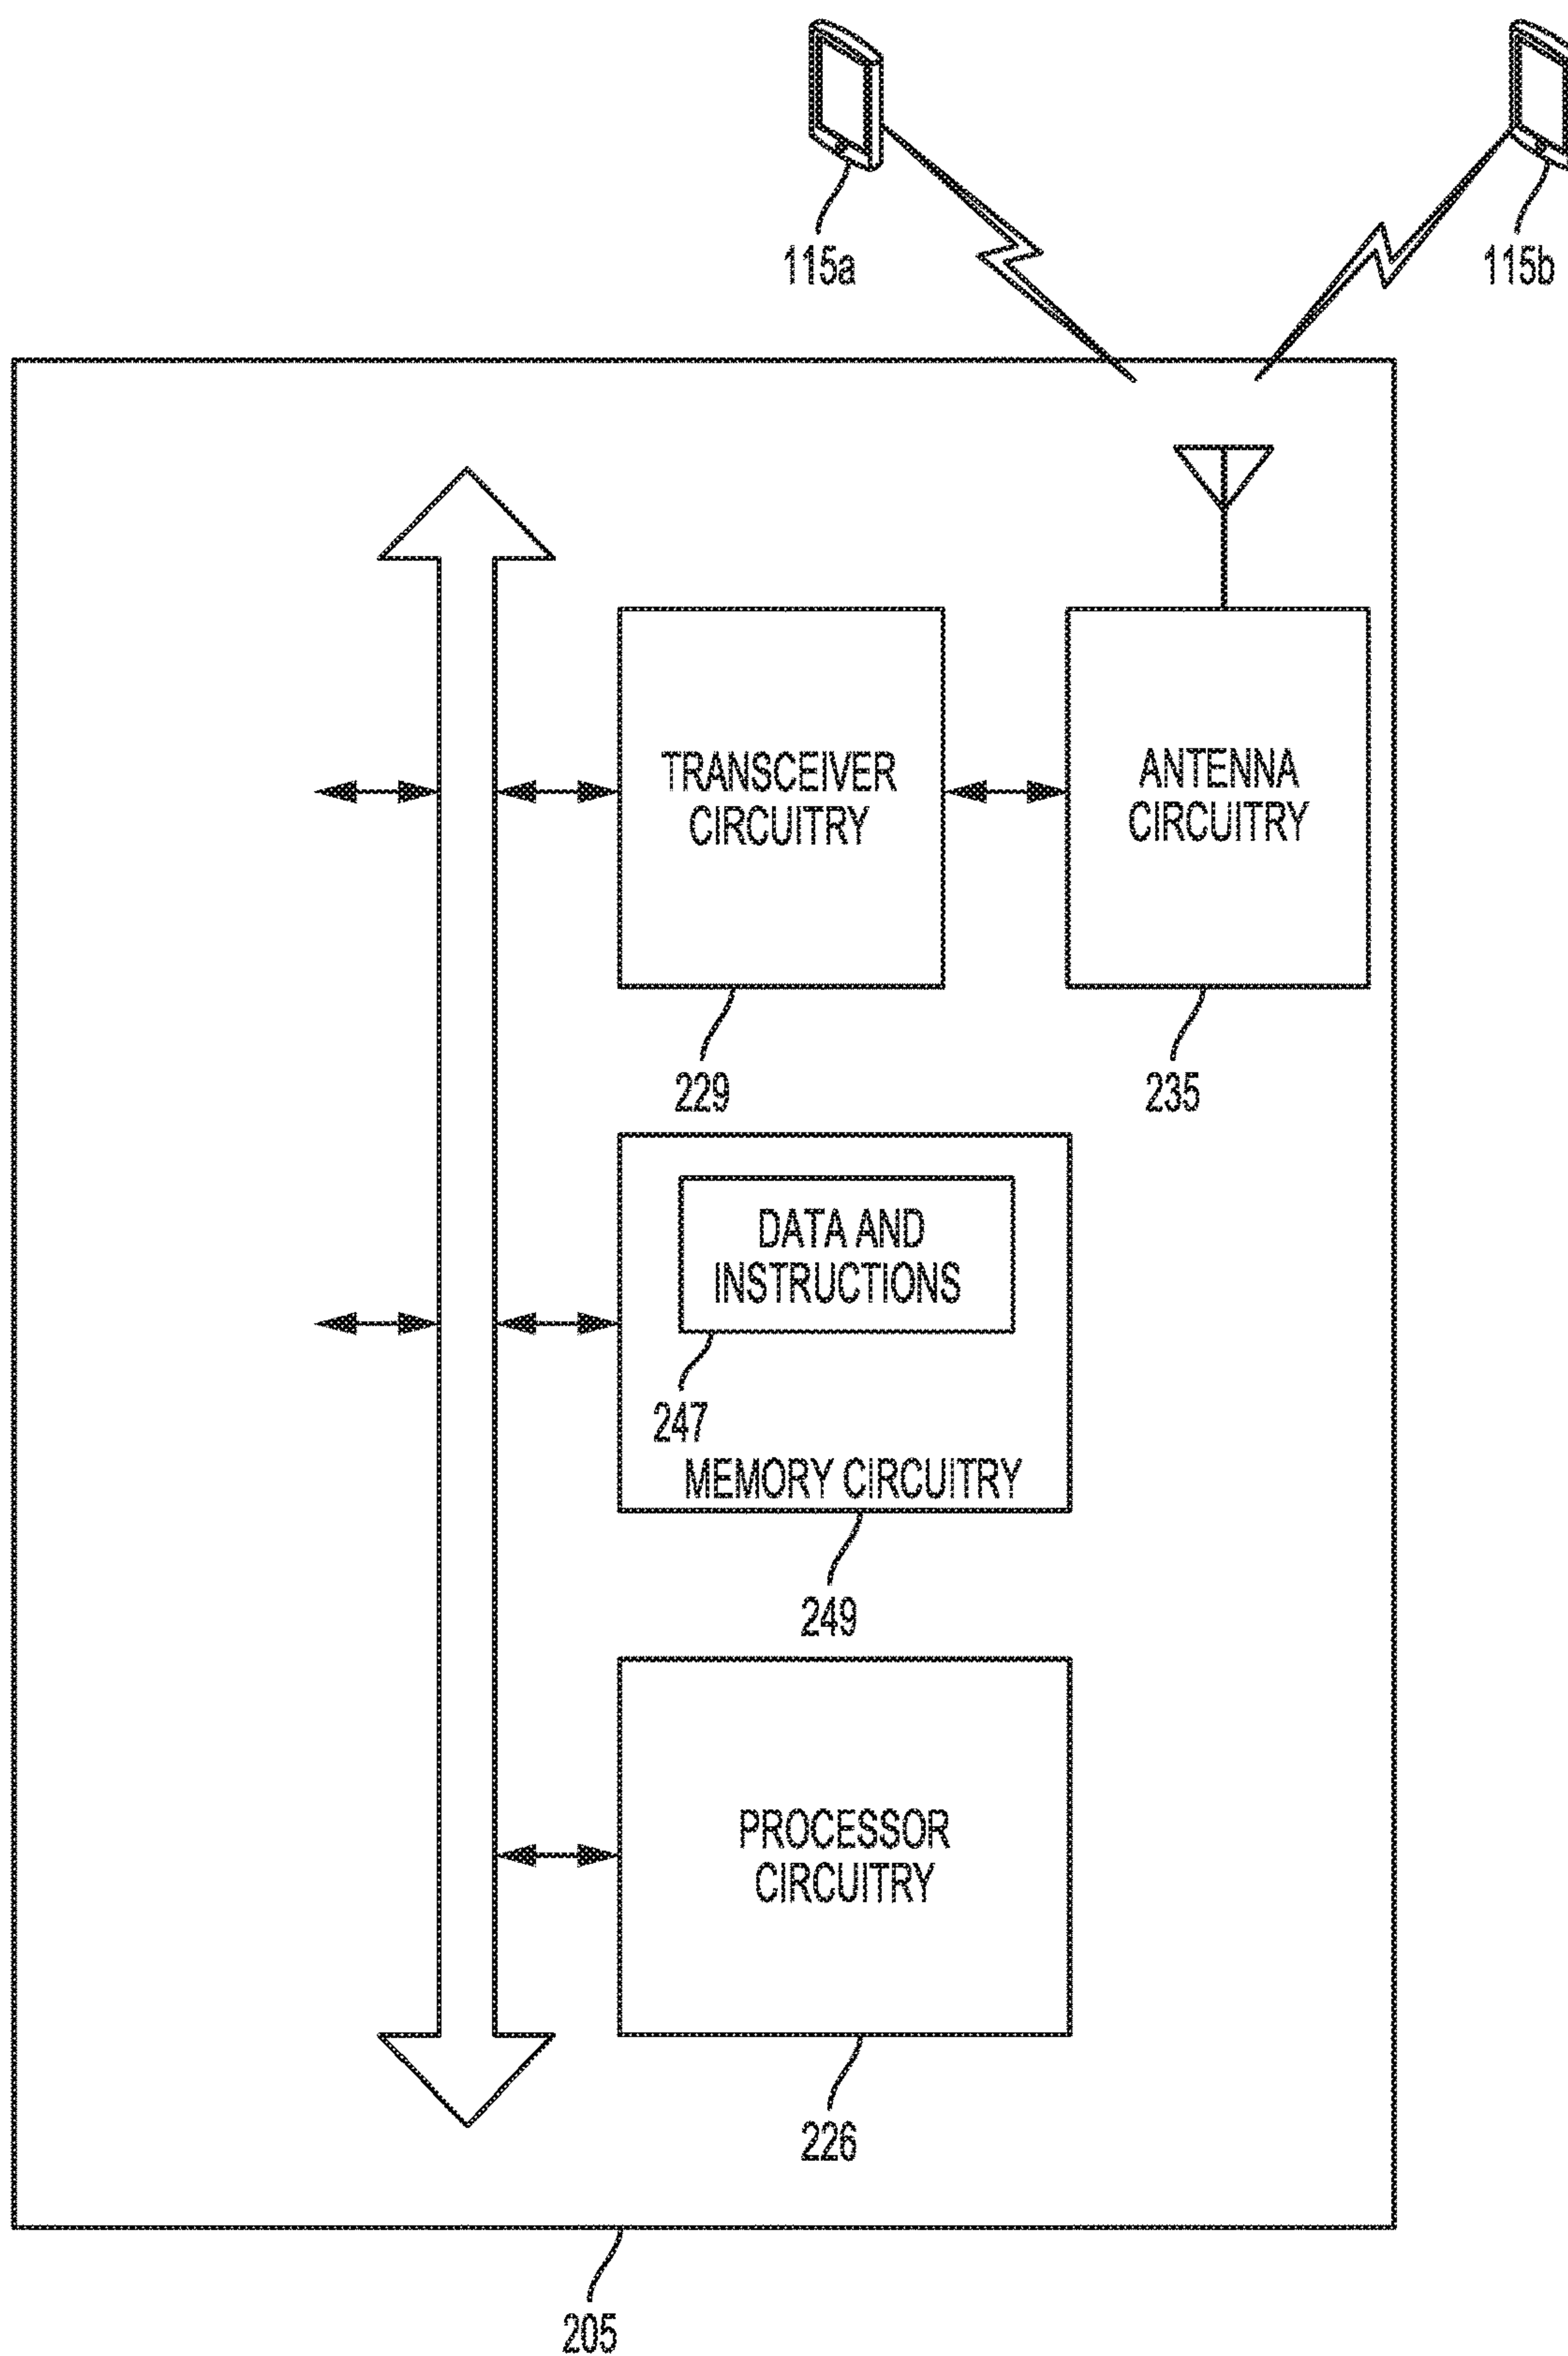 115a
115b
TRANSCEIVER
CIRCUITRY
ANTENNA
CIRCUITRY
229
235
DATA AND
INSTRUCTIONS
247
MEMORY CIRCUITRY
249
PROCESSOR
CIRCUITRY
226
205